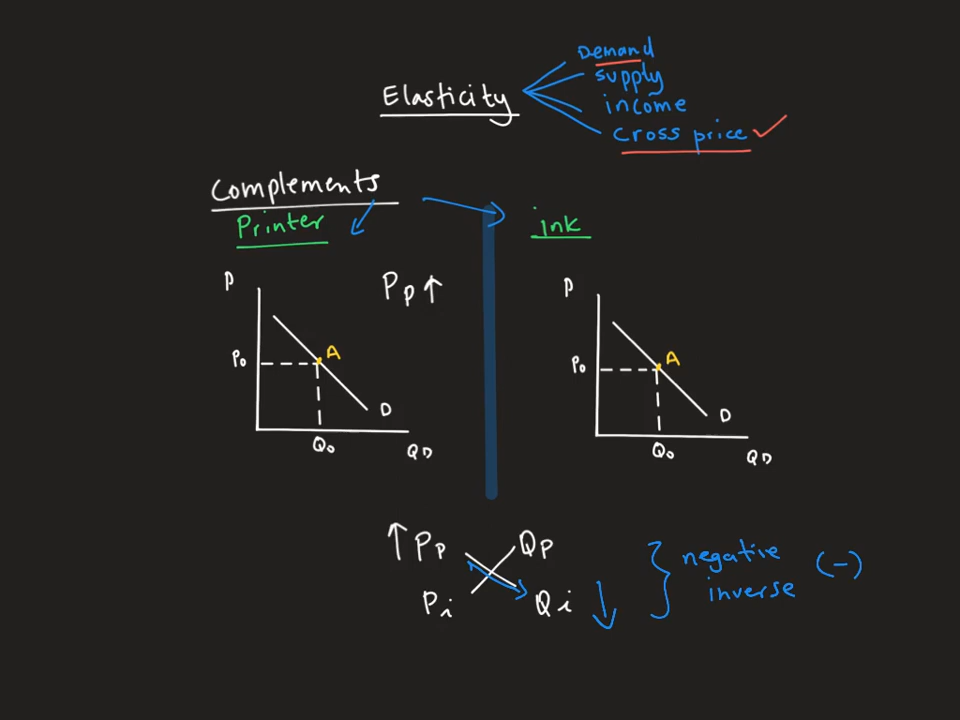 Demand
supply
Elasticity
income
cross price ✓
Complements
Printer
ink
P
Pp↑
P
P0
A
P0
A
D
D
Q0
QD
Q0
QD
↑Pp Qp
Pi Qi ↓
negative (-)
inverse